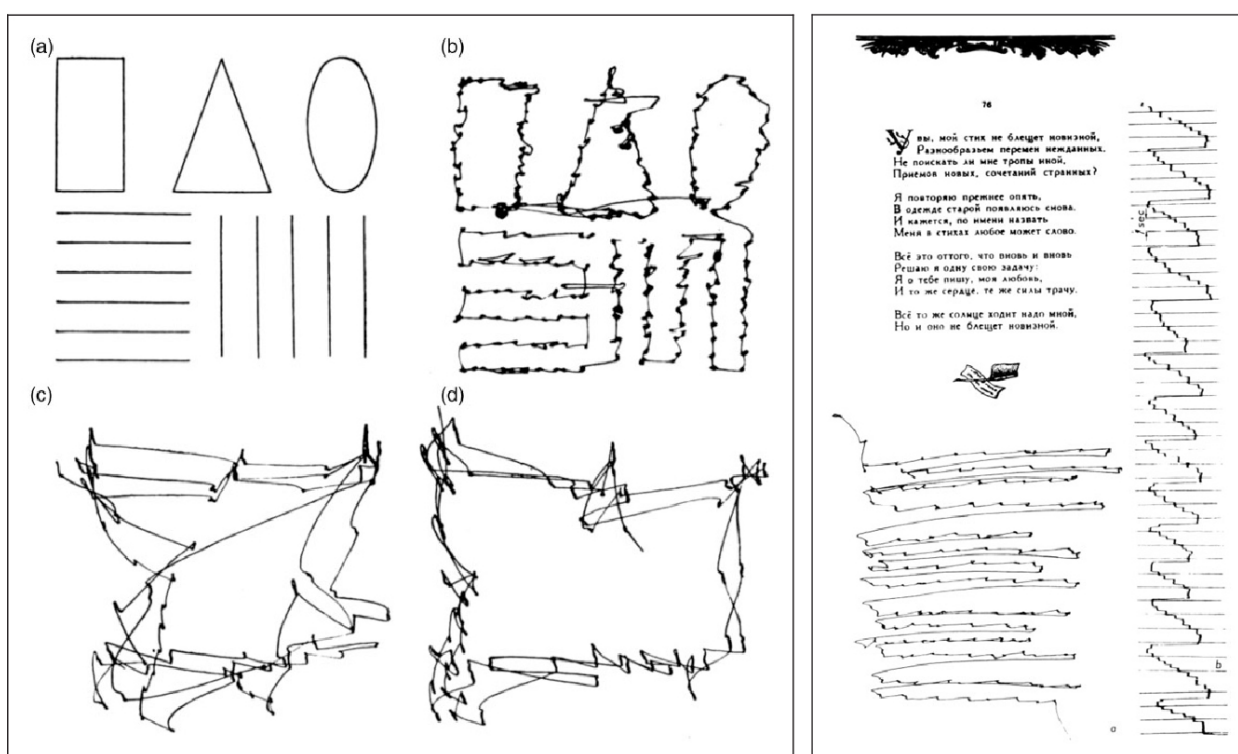 (a)
(b)
(c)
(d)
76
Увы, мой стих не блещет новизной,
Разнообразьем перемен нежданных.
Не поискать ли мне тропы иной,
Приемов новых, сочетаний странных?
Я повторяю прежнее опять,
В одежде старой появляюсь снова.
И кажется, по имени назвать
Меня в стихах любое может слово.
Всё это оттого, что вновь и вновь
Решаю я одну свою задачу:
Я о тебе пишу, моя любовь,
И то же сердце, те же силы трачу.
Всё то же солнце ходит надо мной,
Но и оно не блещет новизной.
1 sec
a
b